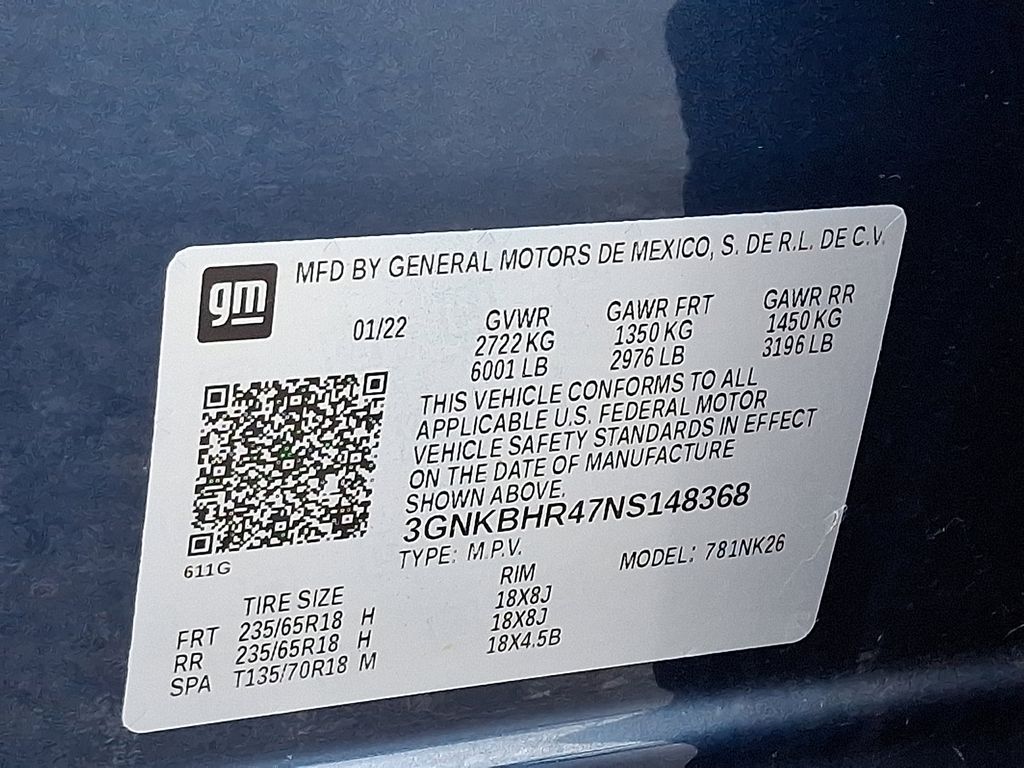 gm
MFD BY GENERAL MOTORS DE MEXICO, S. DE R.L. DE C.V.
01/22
GVWR GAWR FRT GAWR RR
2722 KG 1350 KG 1450 KG
6001 LB 2976 LB 3196 LB
THIS VEHICLE CONFORMS TO ALL
APPLICABLE U.S. FEDERAL MOTOR
VEHICLE SAFETY STANDARDS IN EFFECT
ON THE DATE OF MANUFACTURE
SHOWN ABOVE.
3GNKBHR47NS148368
TYPE: M.P.V. MODEL: 781NK26
611G
TIRE SIZE RIM
FRT 235/65R18 H 18X8J
RR 235/65R18 H 18X8J
SPA T135/70R18 M 18X4.5B